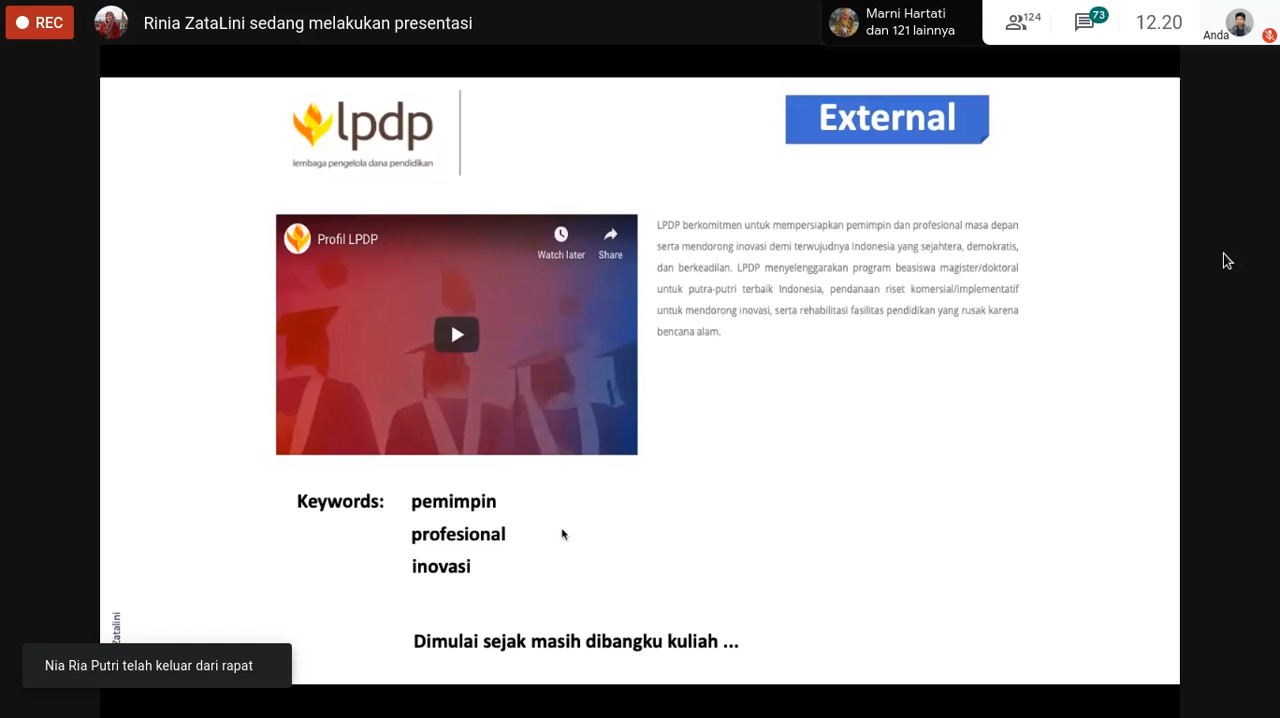 REC
Rinia ZataLini sedang melakukan presentasi
Marni Hartati
dan 121 lainnya
124
73
12.20
Anda
lpdp
lembaga pengelola dana pendidikan
External
Profil LPDP
Watch later
Share
LPDP berkomitmen untuk mempersiapkan pemimpin dan profesional masa depan
serta mendorong inovasi demi terwujudnya Indonesia yang sejahtera, demokratis,
dan berkeadilan. LPDP menyelenggarakan program beasiswa magister/doktoral
untuk putra-putri terbaik Indonesia, pendanaan riset komersial/implementatif
untuk mendorong inovasi, serta rehabilitasi fasilitas pendidikan yang rusak karena
bencana alam.
Keywords: pemimpin
profesional
inovasi
Dimulai sejak masih dibangku kuliah ...
Zatalini
Nia Ria Putri telah keluar dari rapat